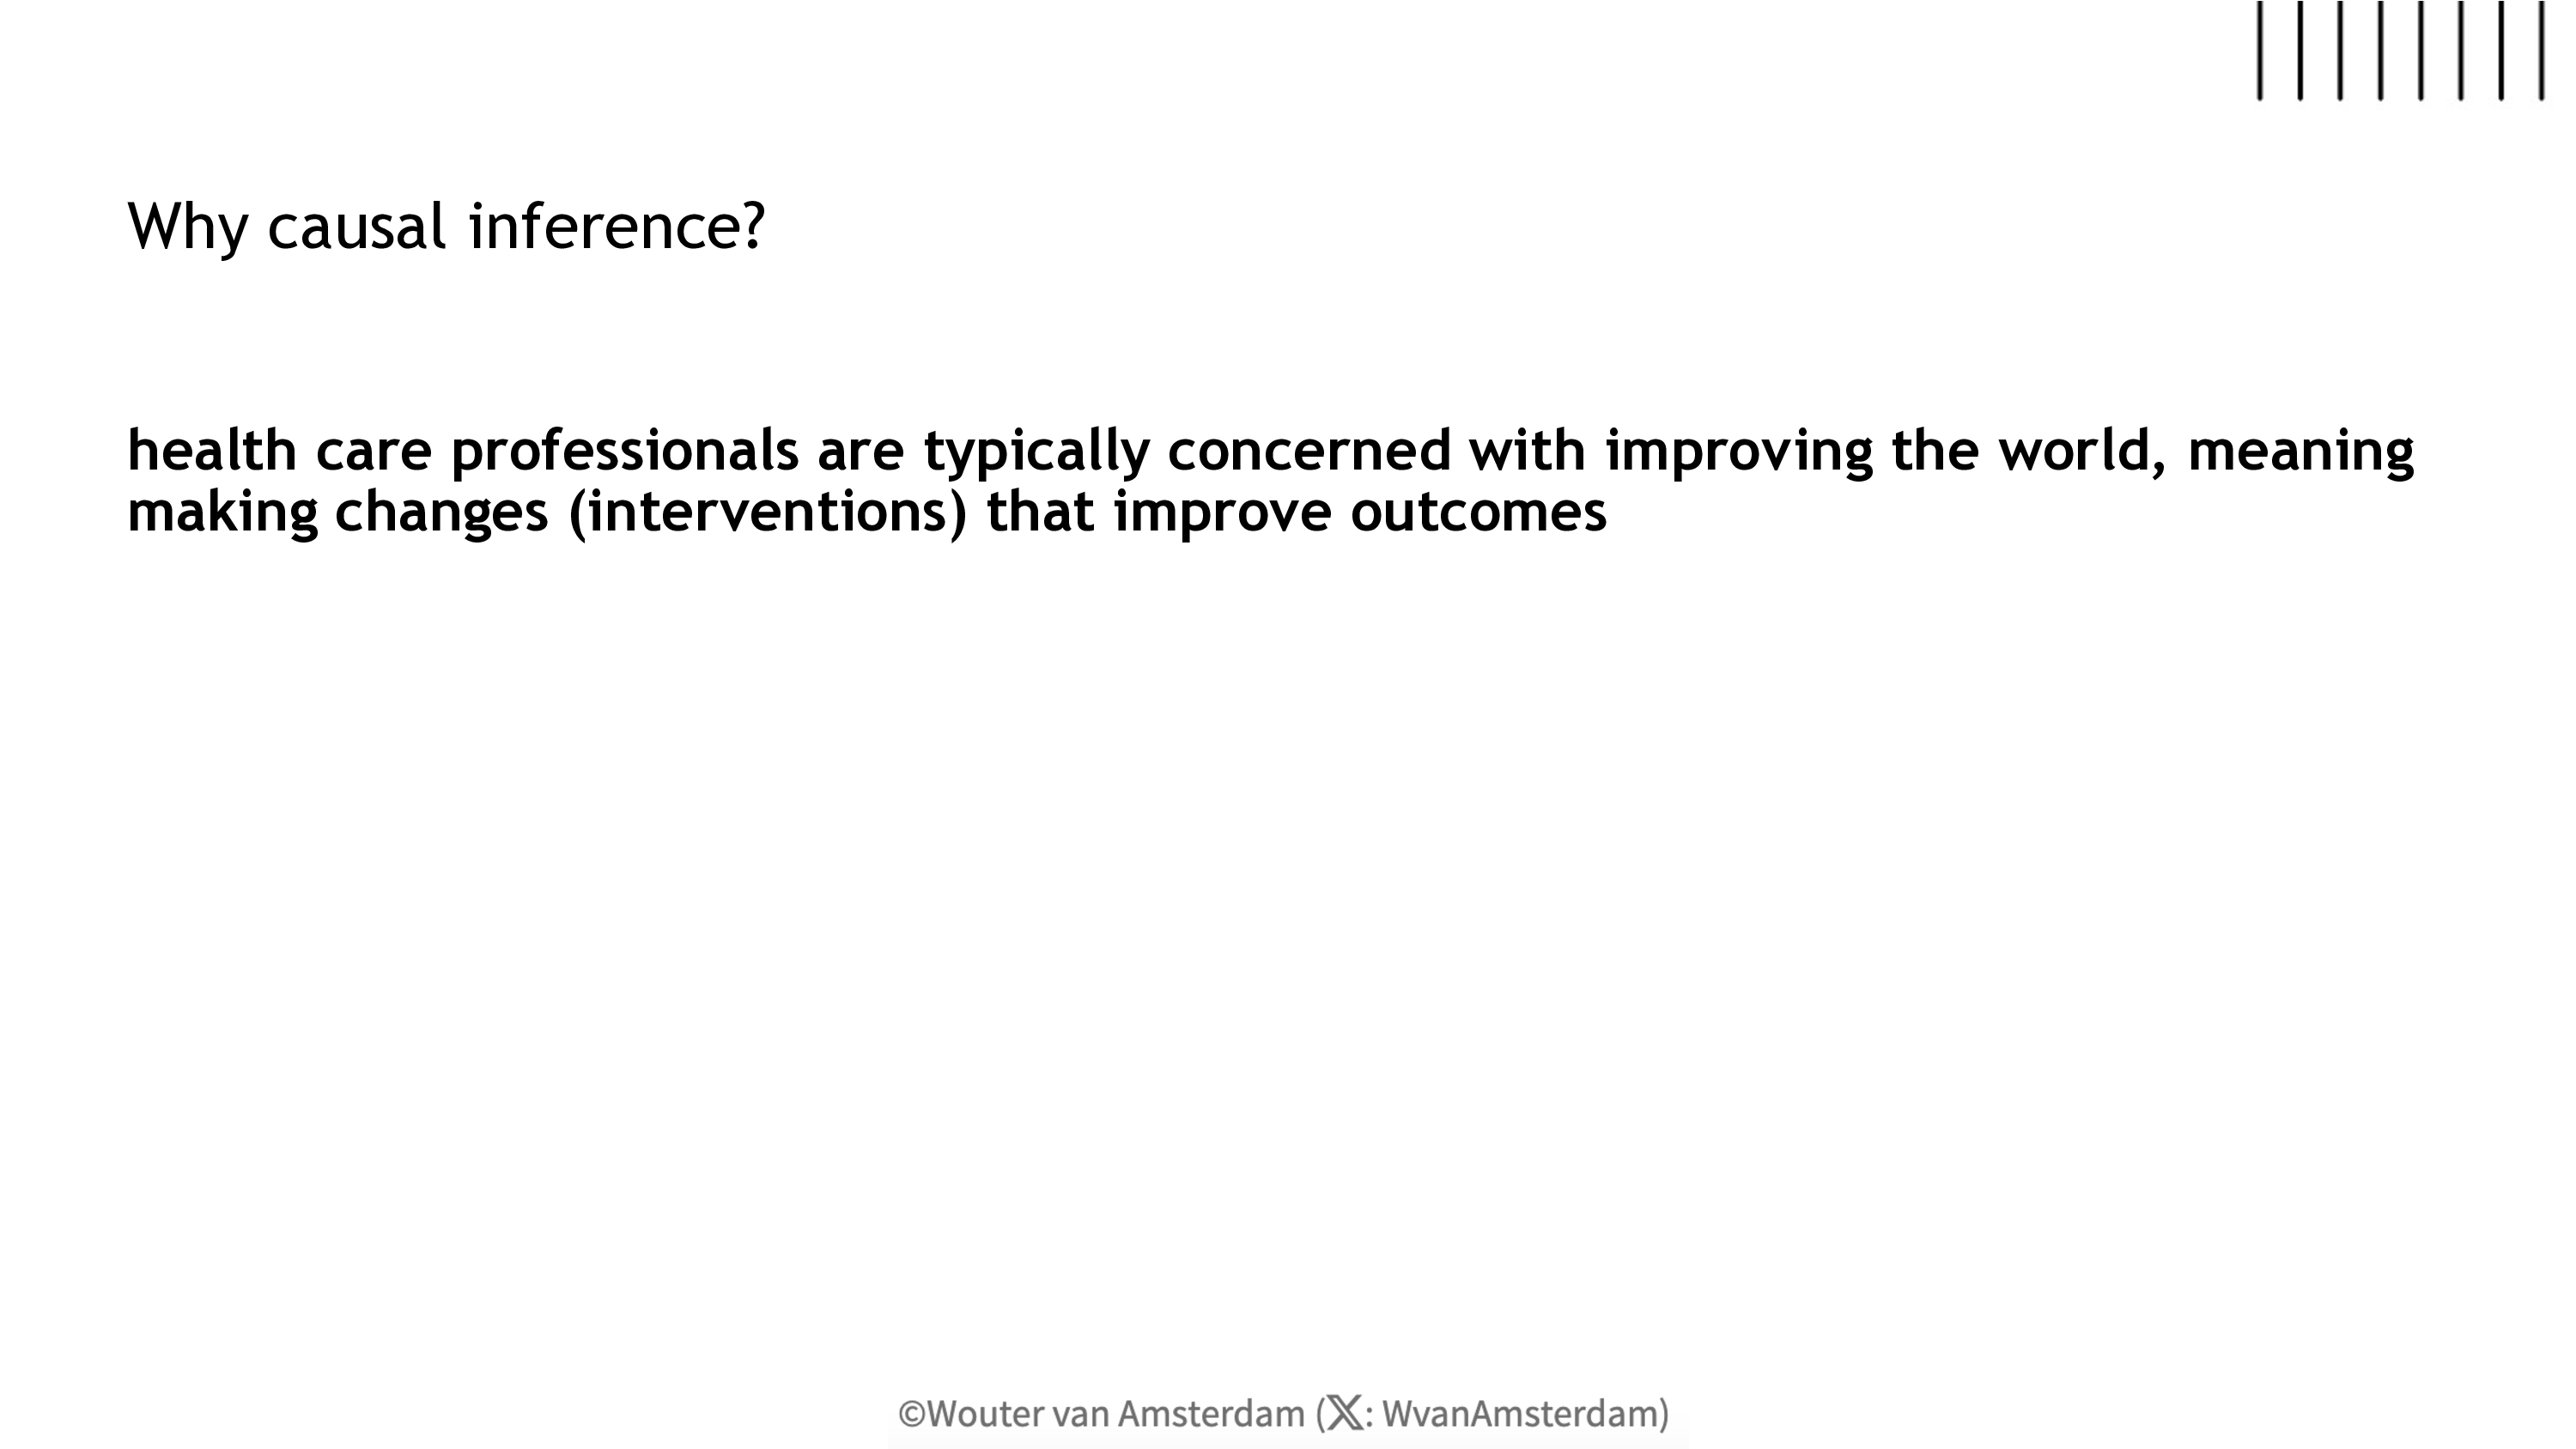 Why causal inference?
health care professionals are typically concerned with improving the world, meaning
making changes (interventions) that improve outcomes
©Wouter van Amsterdam (𝕏: WvanAmsterdam)